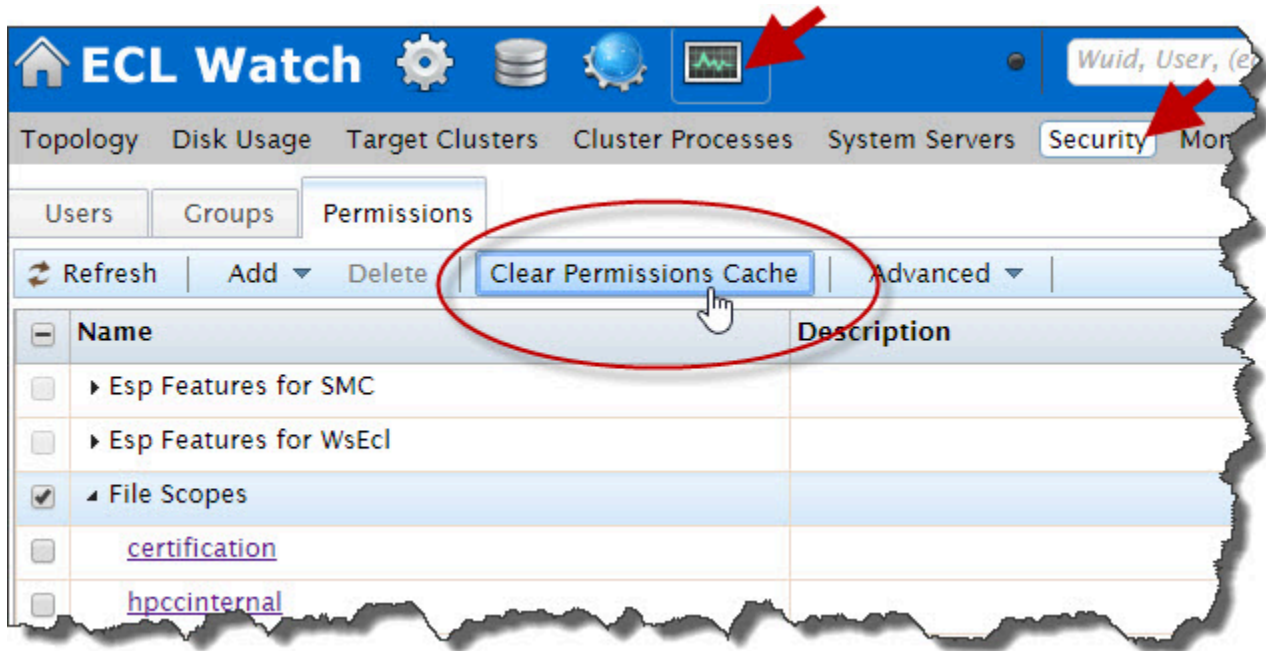 ECL Watch Wuid, User, (e
Topology Disk Usage Target Clusters Cluster Processes System Servers Security Mon
Users Groups Permissions
Refresh Add Delete Clear Permissions Cache Advanced
Name Description
Esp Features for SMC
Esp Features for WsEcl
File Scopes
certification
hpccinternal